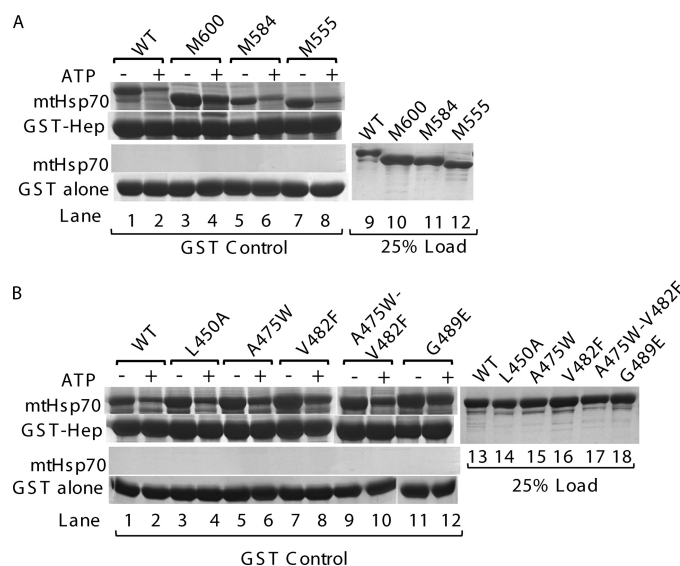 A
WT M600 M584 M555
ATP - + - + - + - +
mtHsp70
GST-Hep
WT M600 M584 M555
mtHsp70
GST alone
Lane 1 2 3 4 5 6 7 8 9 10 11 12
GST Control 25% Load
B
WT L450A A475W V482F A475W-V482F G489E
WT L450A A475W V482F A475W-V482F G489E
ATP - + - + - + - + - + - +
mtHsp70
GST-Hep
mtHsp70
13 14 15 16 17 18
GST alone
25% Load
Lane 1 2 3 4 5 6 7 8 9 10 11 12
GST Control